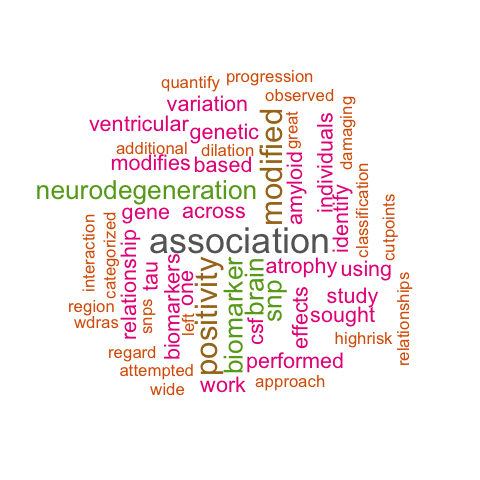 progression
quantify
observed
variation
great
damaging
ventricular
genetic
modified
individuals
additional
dilation
amyloid
modifies
based
classification
neurodegeneration
identify
cutpoints
gene
across
interaction
categorized
relationship
association
relationships
tau
biomarkers
one
positivity
biomarker
brain
atrophy
using
snp
region
snps
left
csf
effects
study
wdras
sought
highrisk
regard
performed
attempted
work
approach
wide